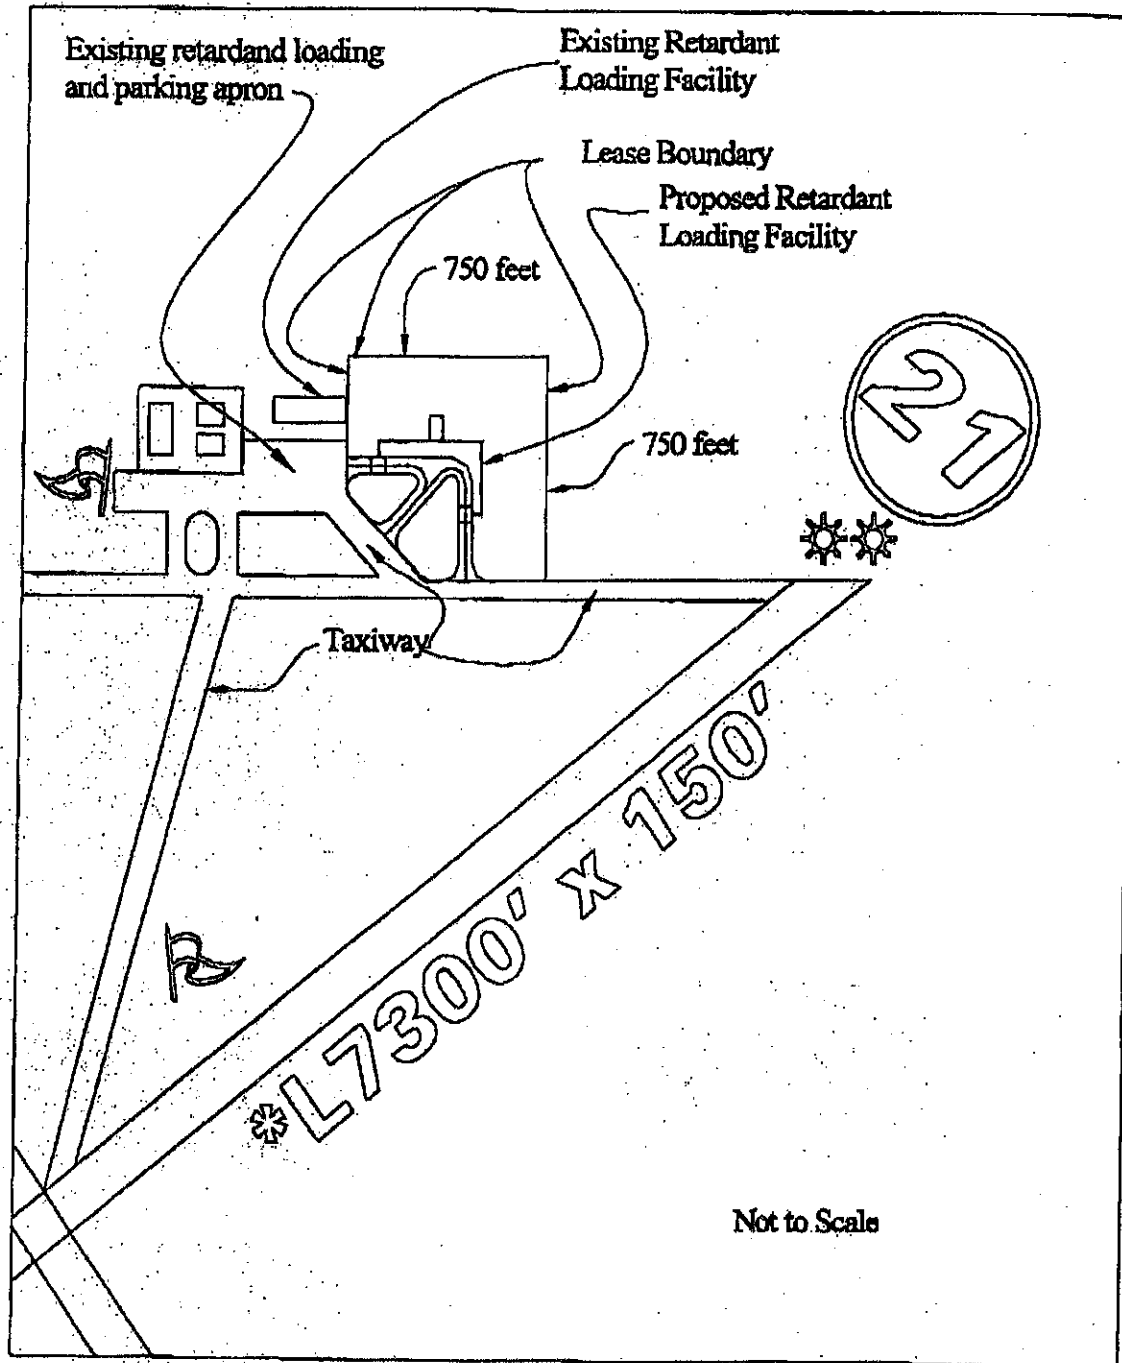 Existing retardand loading
and parking apron
Existing Retardant
Loading Facility
Lease Boundary
Proposed Retardant
Loading Facility
750 feet
21
750 feet
Taxiway
*L7300' x 150'
Not to Scale